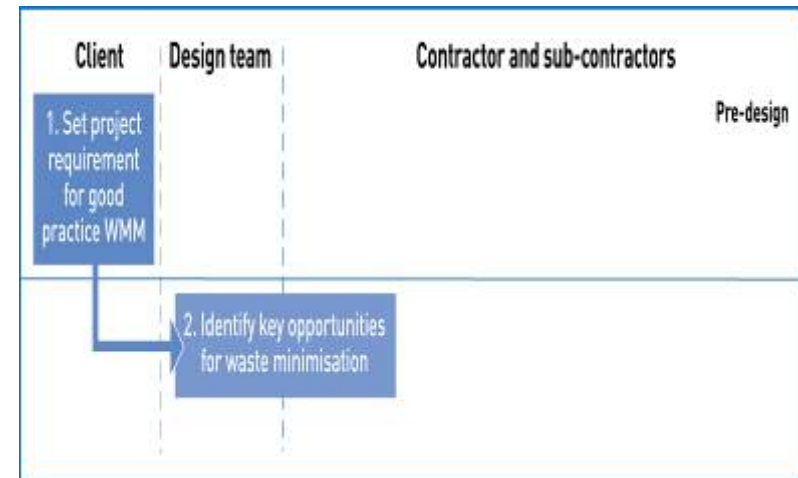 Client
Design team
Contractor and sub-contractors
Pre-design
1. Set project
requirement
for good
practice WMM
2. Identify key opportunities
for waste minimisation